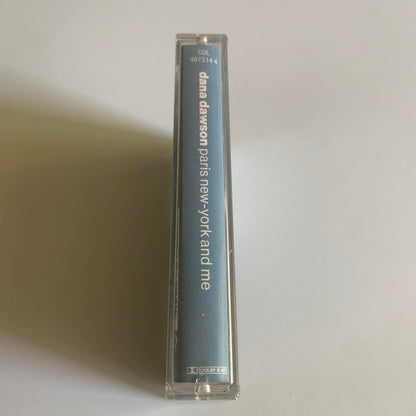 COL
467314 4
dana dawson paris new-york and me
DOLBY B NR